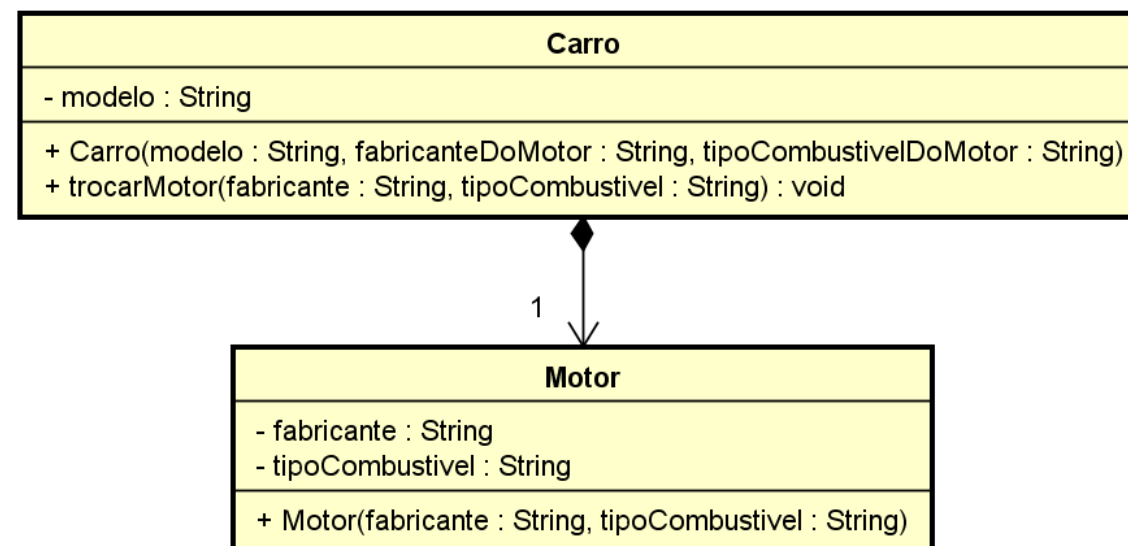 Carro
- modelo : String
+ Carro(modelo : String, fabricanteDoMotor : String, tipoCombustivelDoMotor : String)
+ trocarMotor(fabricante : String, tipoCombustivel : String) : void
1
Motor
- fabricante : String
- tipoCombustivel : String
+ Motor(fabricante : String, tipoCombustivel : String)